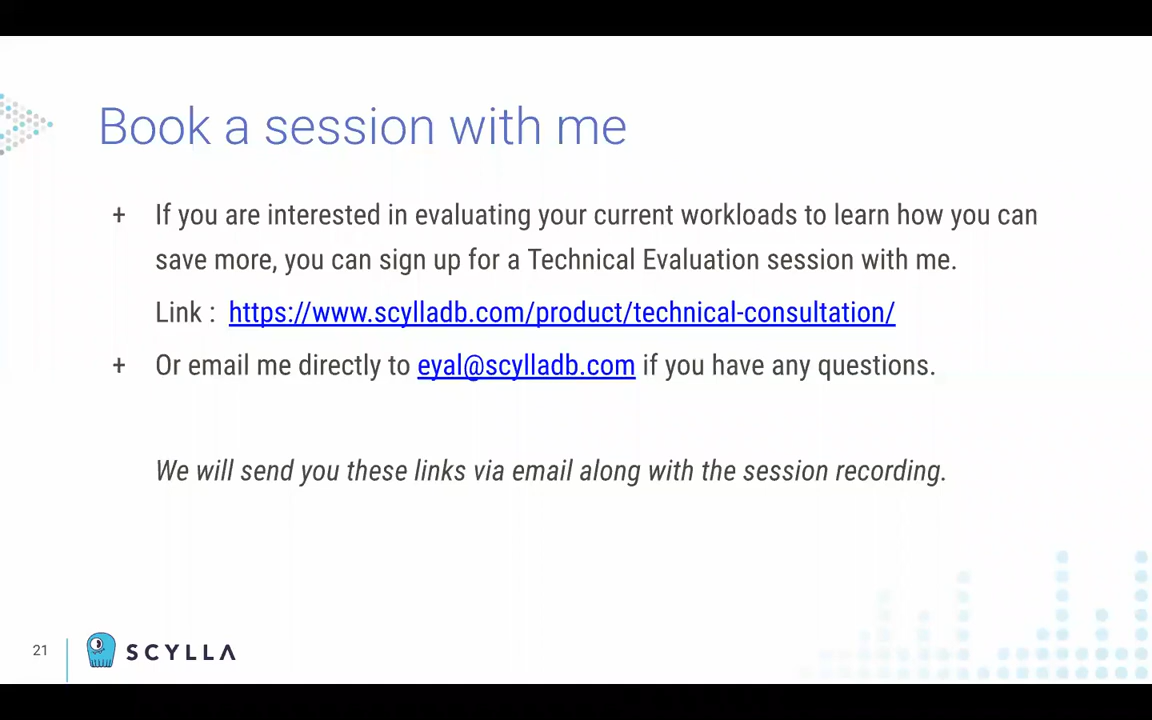 Book a session with me
+ If you are interested in evaluating your current workloads to learn how you can
save more, you can sign up for a Technical Evaluation session with me.
Link : https://www.scylladb.com/product/technical-consultation/
+ Or email me directly to eyal@scylladb.com if you have any questions.
We will send you these links via email along with the session recording.
21 SCYLLA